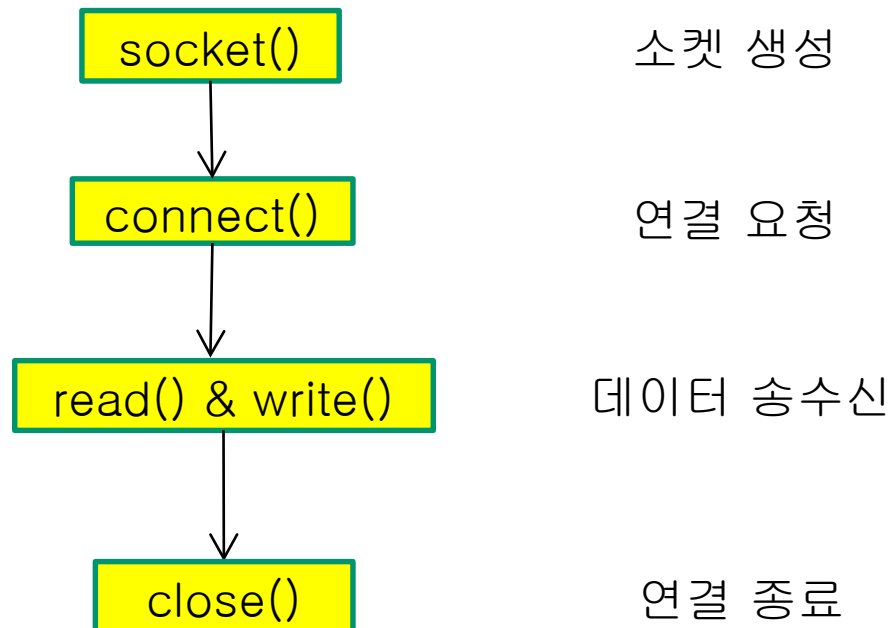 socket()
소켓 생성
connect()
연결 요청
read() & write()
데이터 송수신
close()
연결 종료